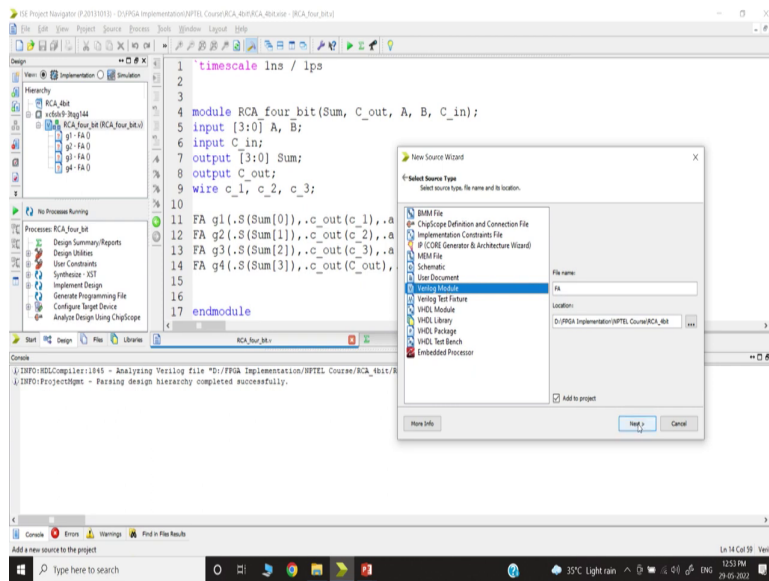 ISE Project Navigator (P.20131013) - D:\FPGA Implementation\NPTEL Course\RCA_4bit\RCA_4bit.xise - [RCA_four_bit.v]
File Edit View Project Source Process Tools Window Layout Help
Design
View: Implementation Simulation
Hierarchy
RCA_4bit
RCA_four_bit (RCA_four_bit.v)
g1 - FA ()
g2 - FA ()
g3 - FA ()
g4 - FA ()
No Processes Running
Processes: RCA_four_bit
Design Summary/Reports
Design Utilities
User Constraints
Synthesize - XST
Implement Design
Generate Programming File
Configure Target Device
Analyze Design Using ChipScope
Start Design Files Libraries
1 `timescale 1ns / 1ps
2
3
4 module RCA_four_bit(Sum, C_out, A, B, C_in);
5 input [3:0] A, B;
6 input C_in;
7 output [3:0] Sum;
8 output C_out;
9 wire c_1, c_2, c_3;
10
11 FA g1(.S(Sum[0]),.c_out(c_1),.a
12 FA g2(.S(Sum[1]),.c_out(c_2),.a
13 FA g3(.S(Sum[2]),.c_out(c_3),.a
14 FA g4(.S(Sum[3]),.c_out(C_out),.
15
16
17 endmodule
RCA_four_bit.v
New Source Wizard
Select Source Type
Select source type, file name and its location.
BMM File
ChipScope Definition and Connection File
Implementation Constraints File
IP (CORE Generator & Architecture Wizard)
MEM File
Schematic
User Document
Verilog Module
Verilog Test Fixture
VHDL Module
VHDL Library
VHDL Package
VHDL Test Bench
Embedded Processor
File name:
FA
Location:
D:\FPGA Implementation\NPTEL Course\RCA_4bit
Add to project
More Info
Next >
Cancel
Console
INFO:HDLCompiler:1845 - Analyzing Verilog file "D:/FPGA Implementation/NPTEL Course/RCA_4bit/R
INFO:ProjectMgmt - Parsing design hierarchy completed successfully.
Console Errors Warnings Find in Files Results
Add a new source to the project
Ln 14 Col 59 Veri
Type here to search
35°C Light rain
ENG
12:53 PM
29-05-2022